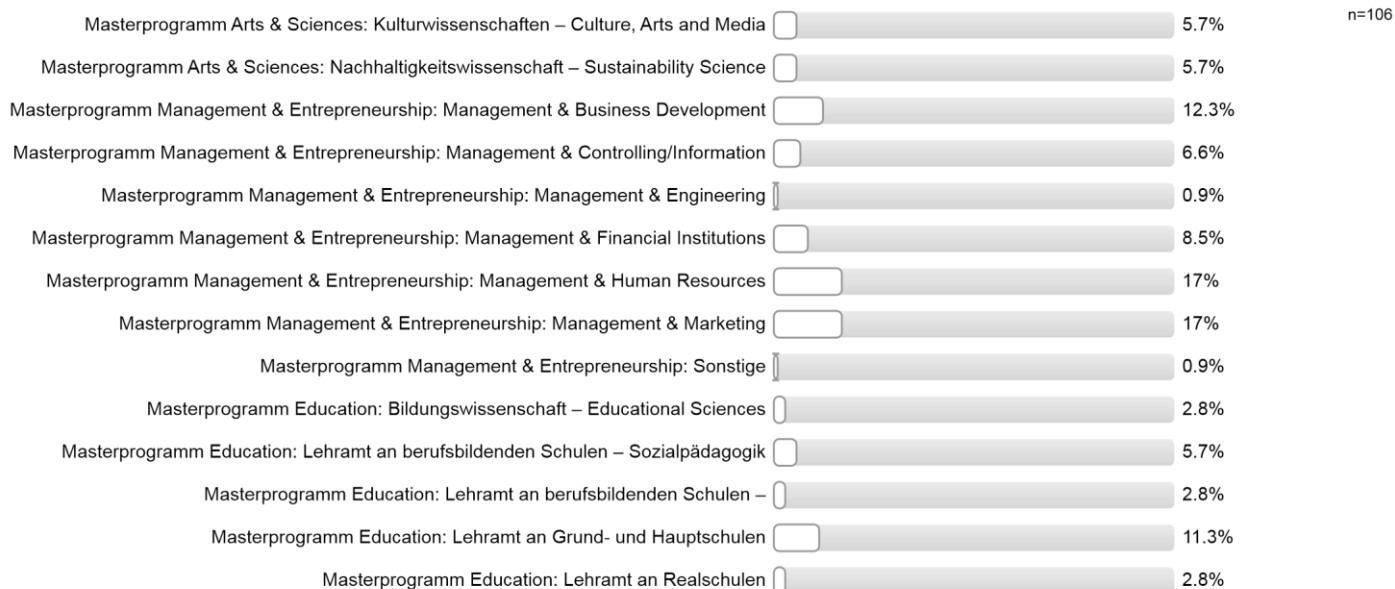 n=106
Masterprogramm Arts & Sciences: Kulturwissenschaften – Culture, Arts and Media 5.7%
Masterprogramm Arts & Sciences: Nachhaltigkeitswissenschaft – Sustainability Science 5.7%
Masterprogramm Management & Entrepreneurship: Management & Business Development 12.3%
Masterprogramm Management & Entrepreneurship: Management & Controlling/Information 6.6%
Masterprogramm Management & Entrepreneurship: Management & Engineering 0.9%
Masterprogramm Management & Entrepreneurship: Management & Financial Institutions 8.5%
Masterprogramm Management & Entrepreneurship: Management & Human Resources 17%
Masterprogramm Management & Entrepreneurship: Management & Marketing 17%
Masterprogramm Management & Entrepreneurship: Sonstige 0.9%
Masterprogramm Education: Bildungswissenschaft – Educational Sciences 2.8%
Masterprogramm Education: Lehramt an berufsbildenden Schulen – Sozialpädagogik 5.7%
Masterprogramm Education: Lehramt an berufsbildenden Schulen – 2.8%
Masterprogramm Education: Lehramt an Grund- und Hauptschulen 11.3%
Masterprogramm Education: Lehramt an Realschulen 2.8%